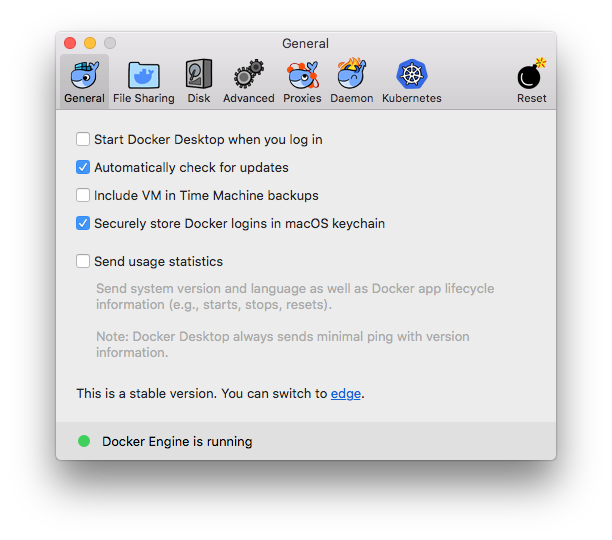 General
General File Sharing Disk Advanced Proxies Daemon Kubernetes Reset
Start Docker Desktop when you log in
Automatically check for updates
Include VM in Time Machine backups
Securely store Docker logins in macOS keychain
Send usage statistics
Send system version and language as well as Docker app lifecycle
information (e.g., starts, stops, resets).
Note: Docker Desktop always sends minimal ping with version
information.
This is a stable version. You can switch to edge.
Docker Engine is running